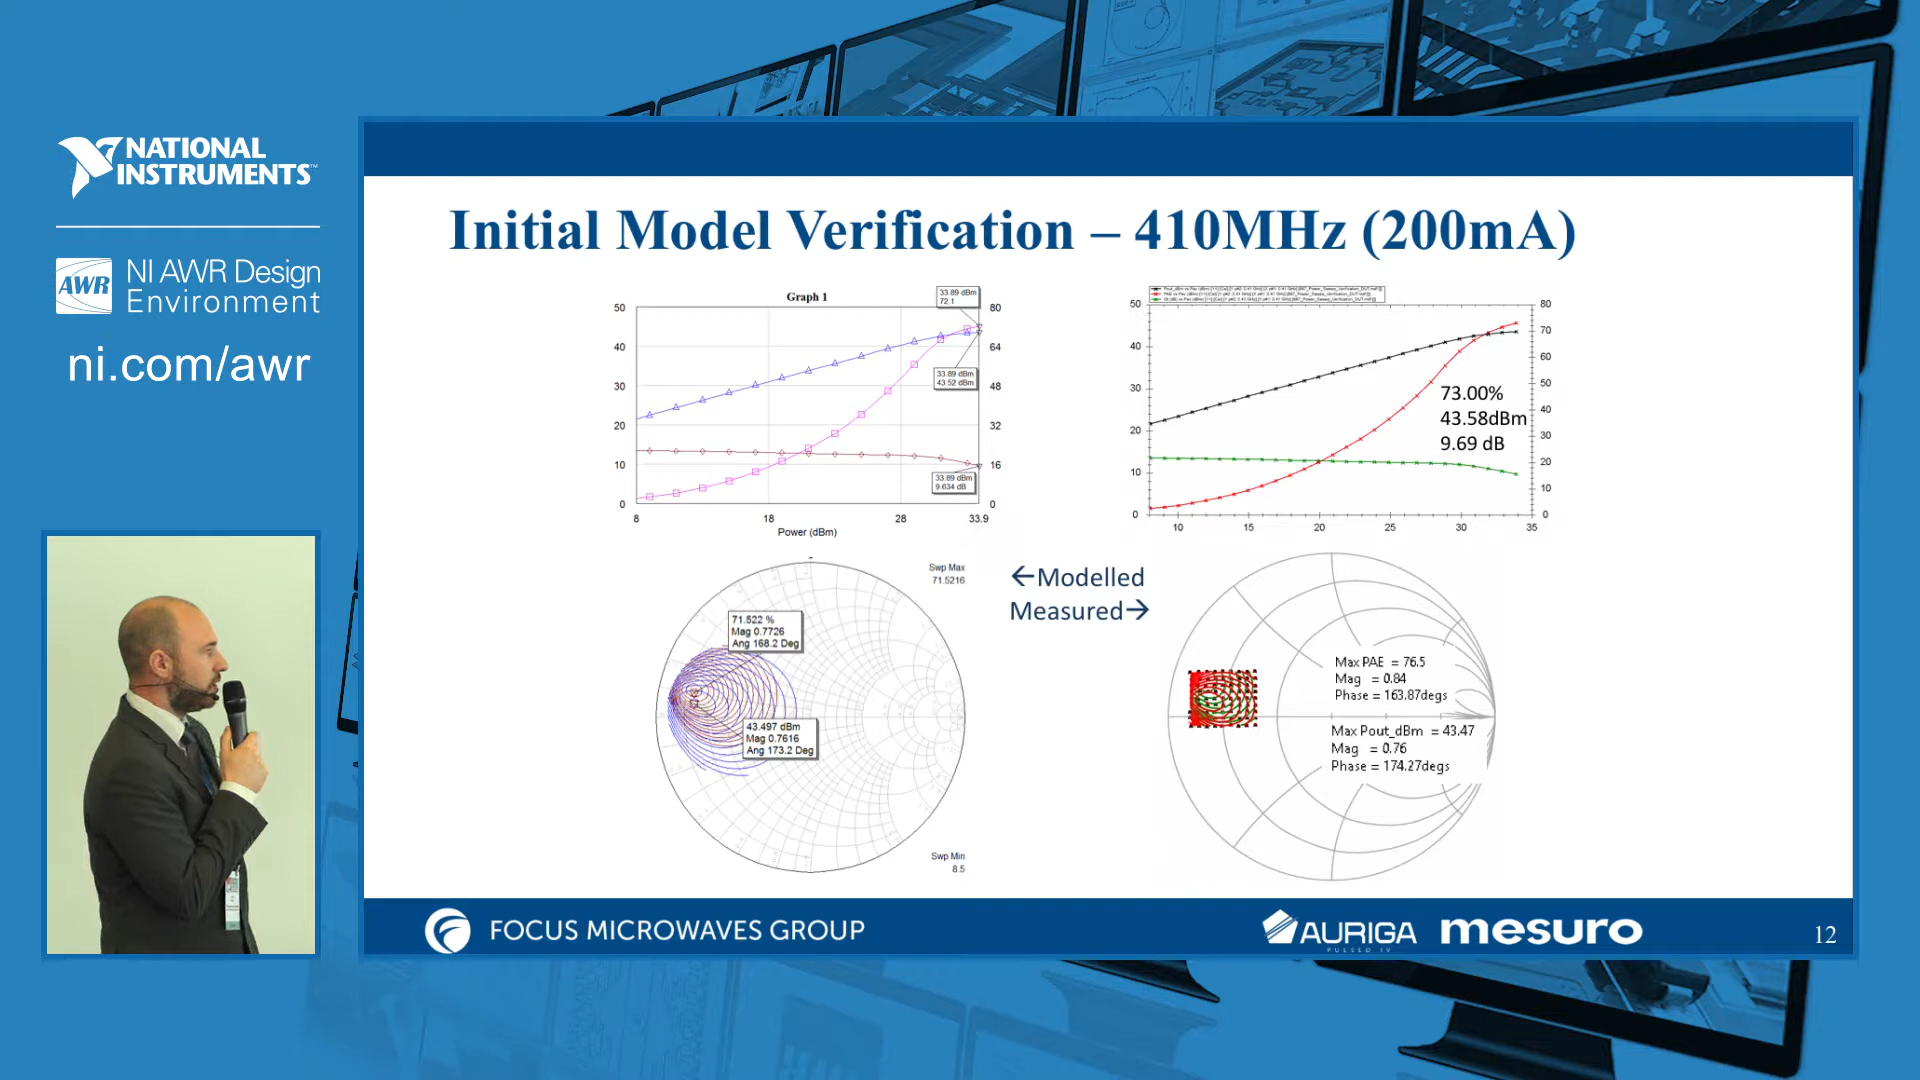 NATIONAL
INSTRUMENTS™
AWR
NI AWR Design
Environment
ni.com/awr
Initial Model Verification – 410MHz (200mA)
Graph 1
33.89 dBm
72.1
33.89 dBm
43.52 dBm
33.89 dBm
9.634 dB
50
40
30
20
10
0
80
64
48
32
16
0
8
18
28
33.9
Power (dBm)
50
40
30
20
10
0
80
70
60
50
40
30
20
10
0
10
15
20
25
30
35
73.00%
43.58dBm
9.69 dB
←Modelled
Measured→
Swp Max
71.5216
71.522 %
Mag 0.7726
Ang 168.2 Deg
43.497 dBm
Mag 0.7616
Ang 173.2 Deg
Swp Min
8.5
Max PAE = 76.5
Mag = 0.84
Phase = 163.87degs
Max Pout_dBm = 43.47
Mag = 0.76
Phase = 174.27degs
FOCUS MICROWAVES GROUP
AURIGA
PULSED IV
mesuro
12